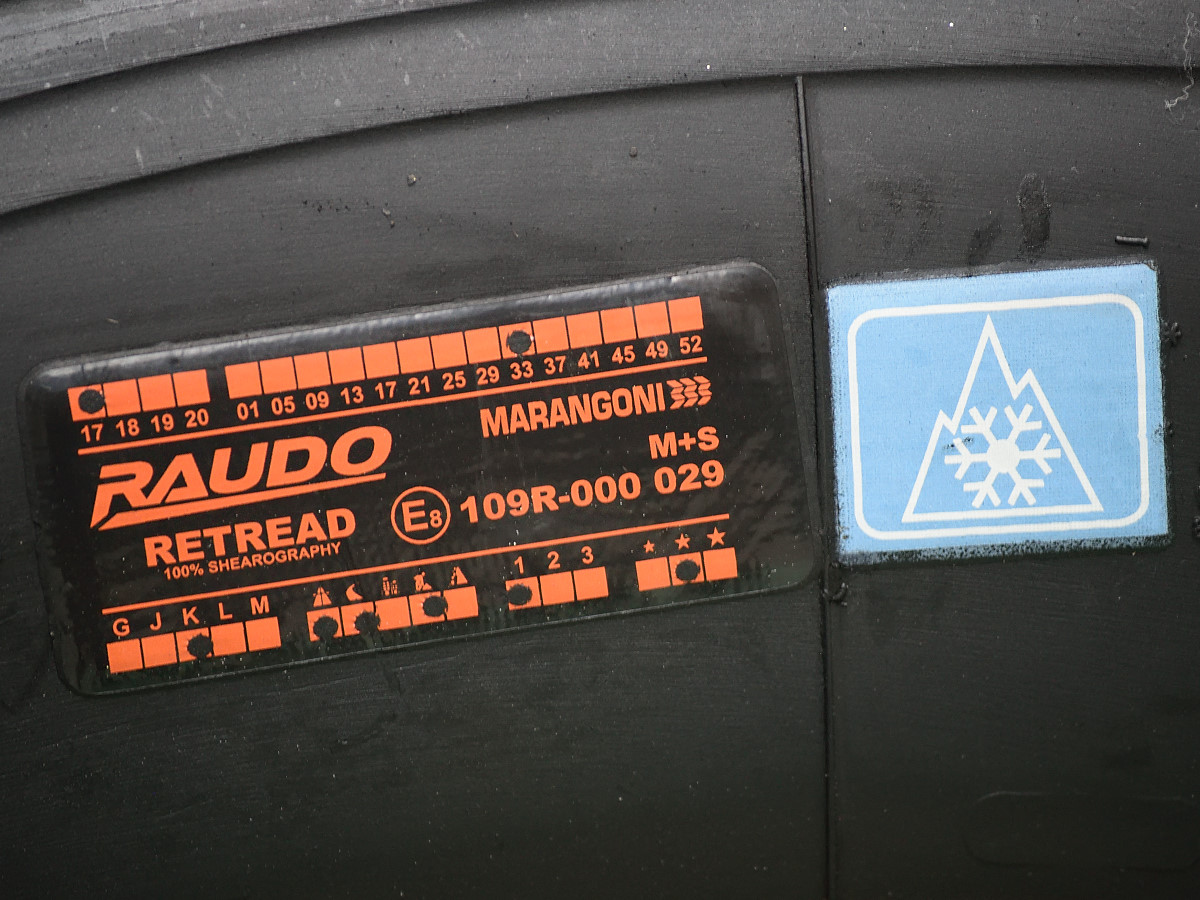 17 18 19 20 01 05 09 13 17 21 25 29 33 37 41 45 49 52
RAUDO
MARANGONI
M+S
RETREAD
100% SHEAROGRAPHY
E8 109R-000 029
G J K L M 1 2 3